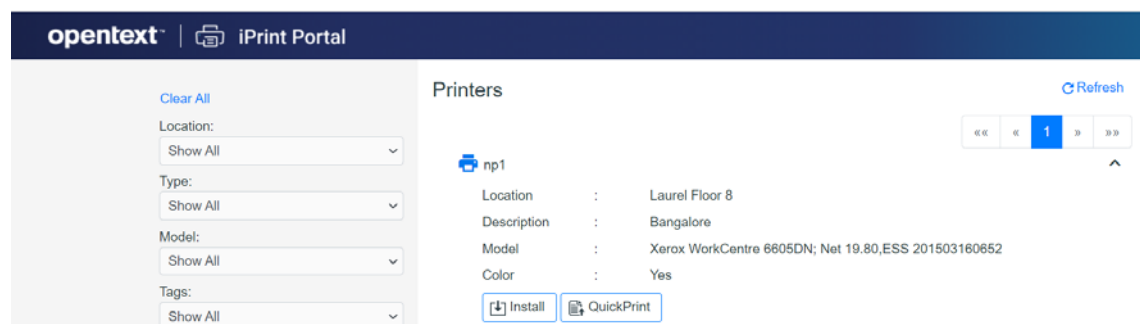 opentext™ | iPrint Portal
Clear All
Location:
Show All
Type:
Show All
Model:
Show All
Tags:
Show All
Printers
Refresh
«« « 1 » »»
np1
Location : Laurel Floor 8
Description : Bangalore
Model : Xerox WorkCentre 6605DN; Net 19.80,ESS 201503160652
Color : Yes
Install QuickPrint